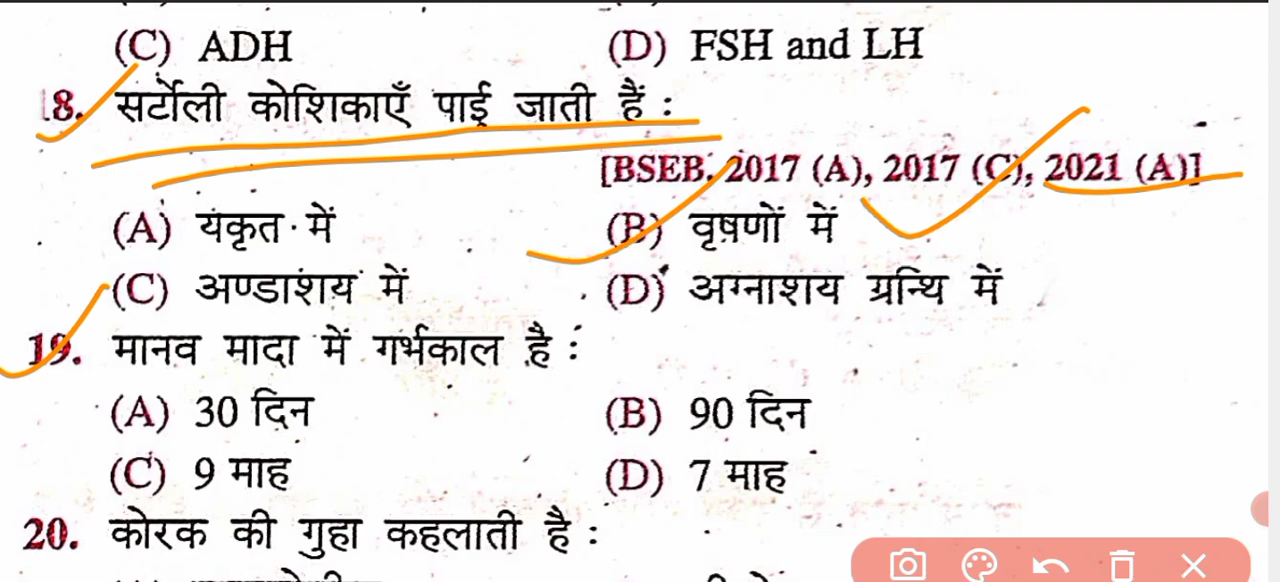 (C) ADH (D) FSH and LH
18. सर्टोली कोशिकाएँ पाई जाती हैं :
[BSEB. 2017 (A), 2017 (C), 2021 (A)]
(A) यकृत में (B) वृषणों में
(C) अण्डाशय में (D) अग्नाशय ग्रन्थि में
19. मानव मादा में गर्भकाल है :
(A) 30 दिन (B) 90 दिन
(C) 9 माह (D) 7 माह
20. कोरक की गुहा कहलाती है :